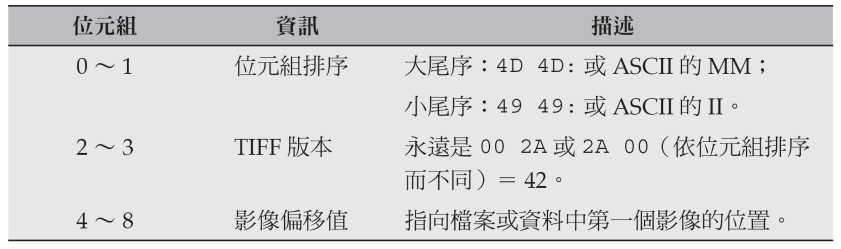 位元組 資訊 描述
0 ~ 1 位元組排序 大尾序：4D 4D: 或 ASCII 的 MM；
小尾序：49 49: 或 ASCII 的 II。
2 ~ 3 TIFF 版本 永遠是 00 2A 或 2A 00（依位元組排序
而不同）= 42。
4 ~ 8 影像偏移值 指向檔案或資料中第一個影像的位置。